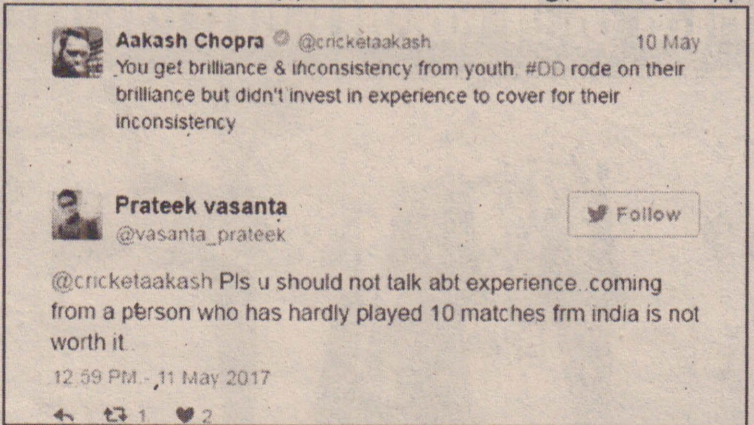 Aakash Chopra @cricketaakash 10 May
You get brilliance & inconsistency from youth. #DD rode on their
brilliance but didn't invest in experience to cover for their
inconsistency
Prateek vasanta
@vasanta_prateek
Follow
@cricketaakash Pls u should not talk abt experience..coming
from a person who has hardly played 10 matches frm india is not
worth it..
12:59 PM - 11 May 2017
1 2